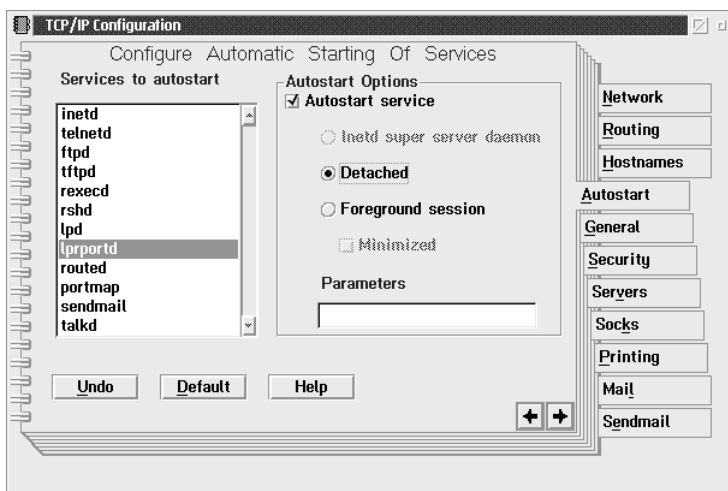 TCP/IP Configuration
Configure Automatic Starting Of Services
Services to autostart
inetd
telnetd
ftpd
tftpd
rexecd
rshd
lpd
lprportd
routed
portmap
sendmail
talkd
Autostart Options
Autostart service
Inetd super server daemon
Detached
Foreground session
Minimized
Parameters
Undo
Default
Help
Network
Routing
Hostnames
Autostart
General
Security
Servers
Socks
Printing
Mail
Sendmail